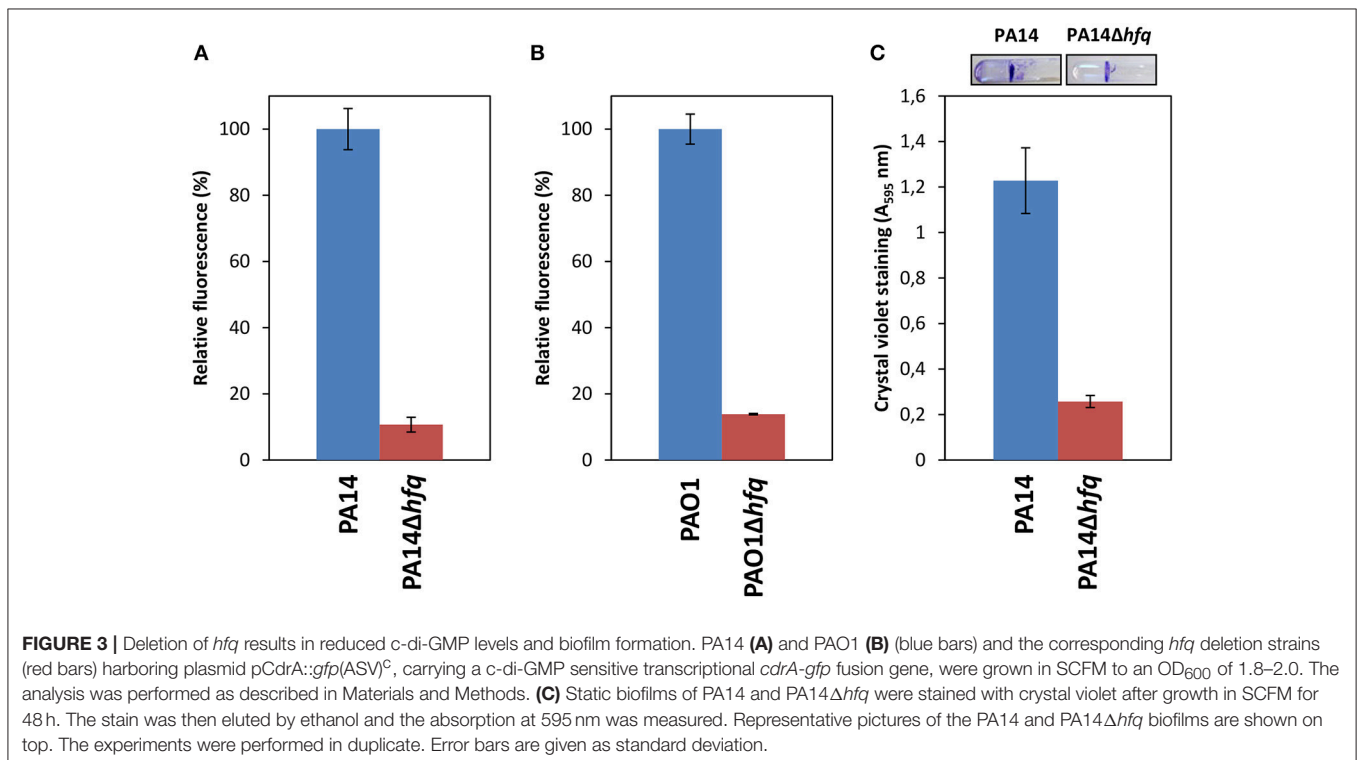 A
B
C
PA14
PA14Δhfq
Relative fluorescence (%)
100
80
60
40
20
0
PA14
PA14Δhfq
Relative fluorescence (%)
100
80
60
40
20
0
PAO1
PAO1Δhfq
Crystal violet staining (A595 nm)
1,6
1,4
1,2
1
0,8
0,6
0,4
0,2
0
PA14
PA14Δhfq
FIGURE 3 | Deletion of hfq results in reduced c-di-GMP levels and biofilm formation. PA14 (A) and PAO1 (B) (blue bars) and the corresponding hfq deletion strains
(red bars) harboring plasmid pCdrA::gfp(ASV)C, carrying a c-di-GMP sensitive transcriptional cdrA-gfp fusion gene, were grown in SCFM to an OD600 of 1.8–2.0. The
analysis was performed as described in Materials and Methods. (C) Static biofilms of PA14 and PA14Δhfq were stained with crystal violet after growth in SCFM for
48 h. The stain was then eluted by ethanol and the absorption at 595 nm was measured. Representative pictures of the PA14 and PA14Δhfq biofilms are shown on
top. The experiments were performed in duplicate. Error bars are given as standard deviation.